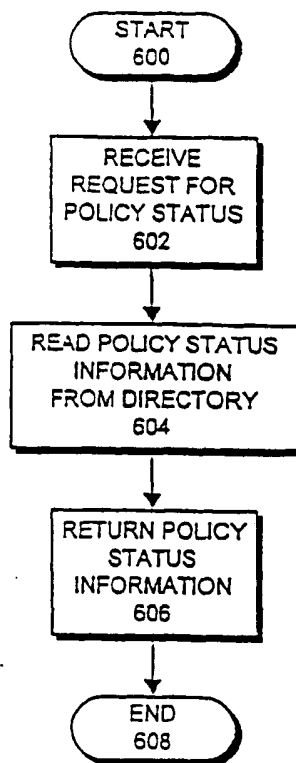 START
600
RECEIVE
REQUEST FOR
POLICY STATUS
602
READ POLICY STATUS
INFORMATION
FROM DIRECTORY
604
RETURN POLICY
STATUS
INFORMATION
606
END
608